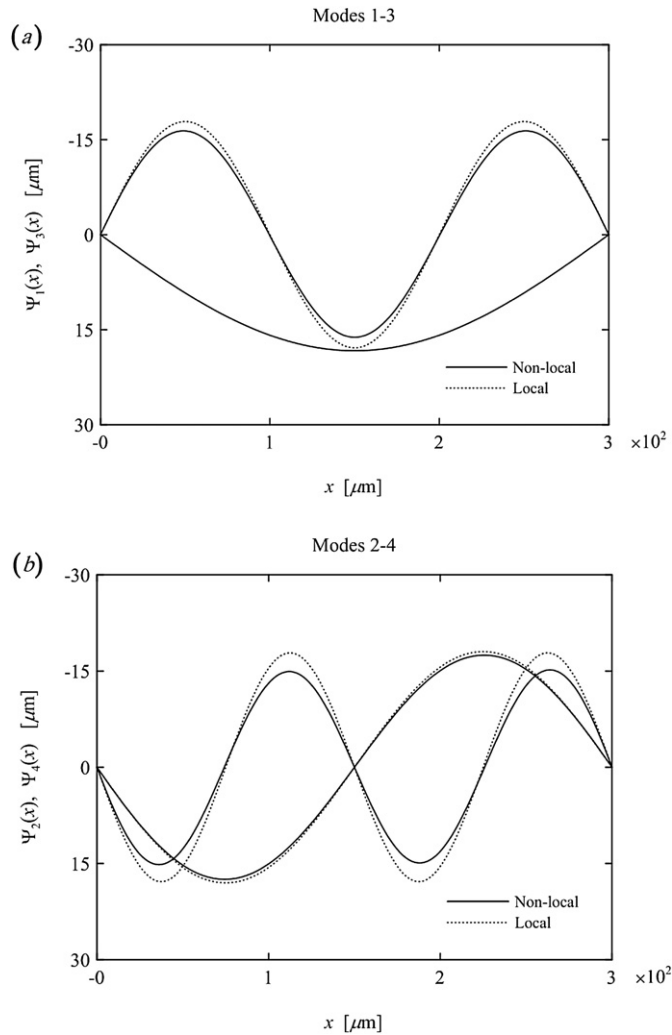 Modes 1-3
(a)
-30
-15
0
15
30
Ψ1(x), Ψ3(x) [μm]
Non-local
Local
-0 1 2 3 ×10²
x [μm]
Modes 2-4
(b)
-30
-15
0
15
30
Ψ2(x), Ψ4(x) [μm]
Non-local
Local
-0 1 2 3 ×10²
x [μm]